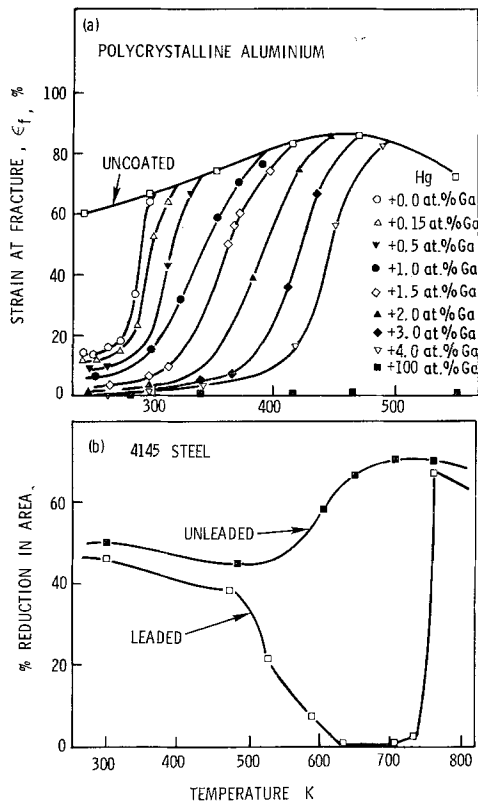 (a)
POLYCRYSTALLINE ALUMINIUM
STRAIN AT FRACTURE, ϵf, %
100
80
60
40
20
0
UNCOATED
Hg
+0.0 at.%Ga
+0.15 at.%Ga
+0.5 at.%Ga
+1.0 at.%Ga
+1.5 at.%Ga
+2.0 at.%Ga
+3.0 at.%Ga
+4.0 at.%Ga
+100 at.%Ga
300
400
500
(b)
4145 STEEL
% REDUCTION IN AREA,
60
40
20
0
UNLEADED
LEADED
300
400
500
600
700
800
TEMPERATURE K